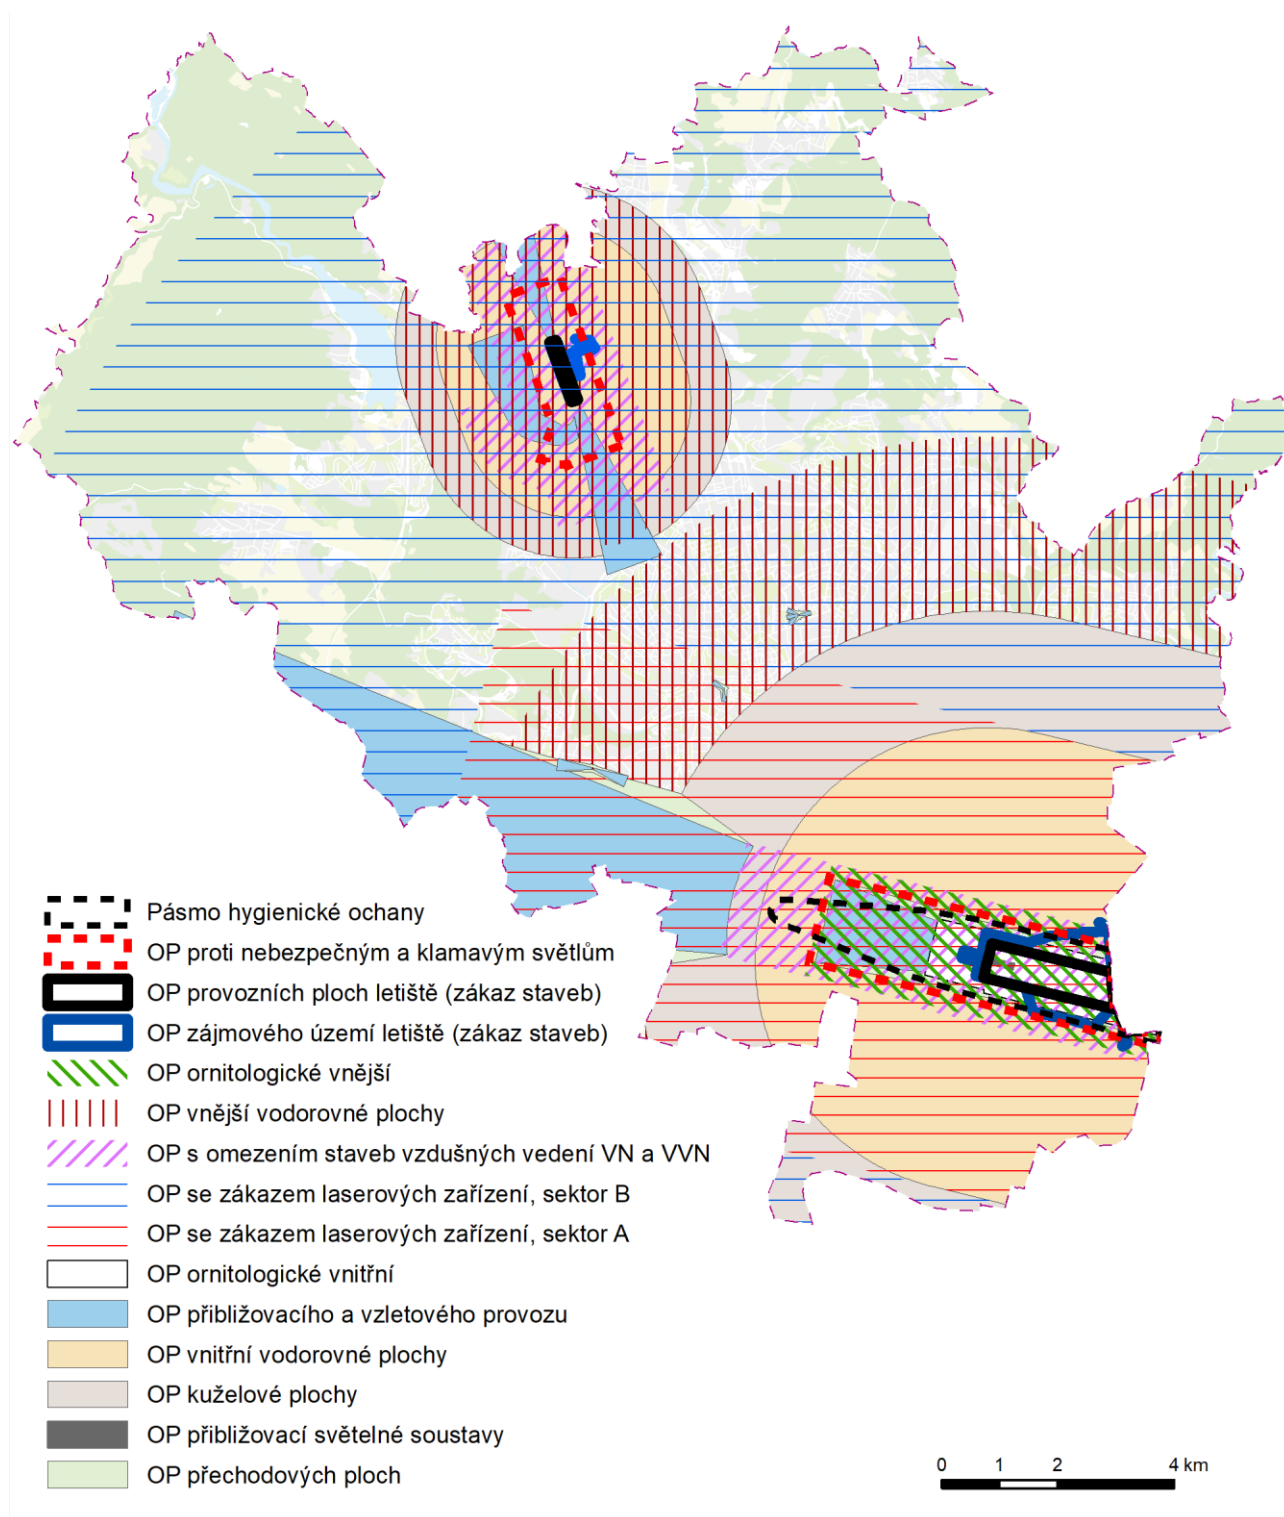 Pásmo hygienické ochany
OP proti nebezpečným a klamavým světlům
OP provozních ploch letiště (zákaz staveb)
OP zájmového území letiště (zákaz staveb)
OP ornitologické vnější
OP vnější vodorovné plochy
OP s omezením staveb vzdušných vedení VN a VVN
OP se zákazem laserových zařízení, sektor B
OP se zákazem laserových zařízení, sektor A
OP ornitologické vnitřní
OP přibližovacího a vzletového provozu
OP vnitřní vodorovné plochy
OP kuželové plochy
OP přibližovací světelné soustavy
OP přechodových ploch
0 1 2 4 km